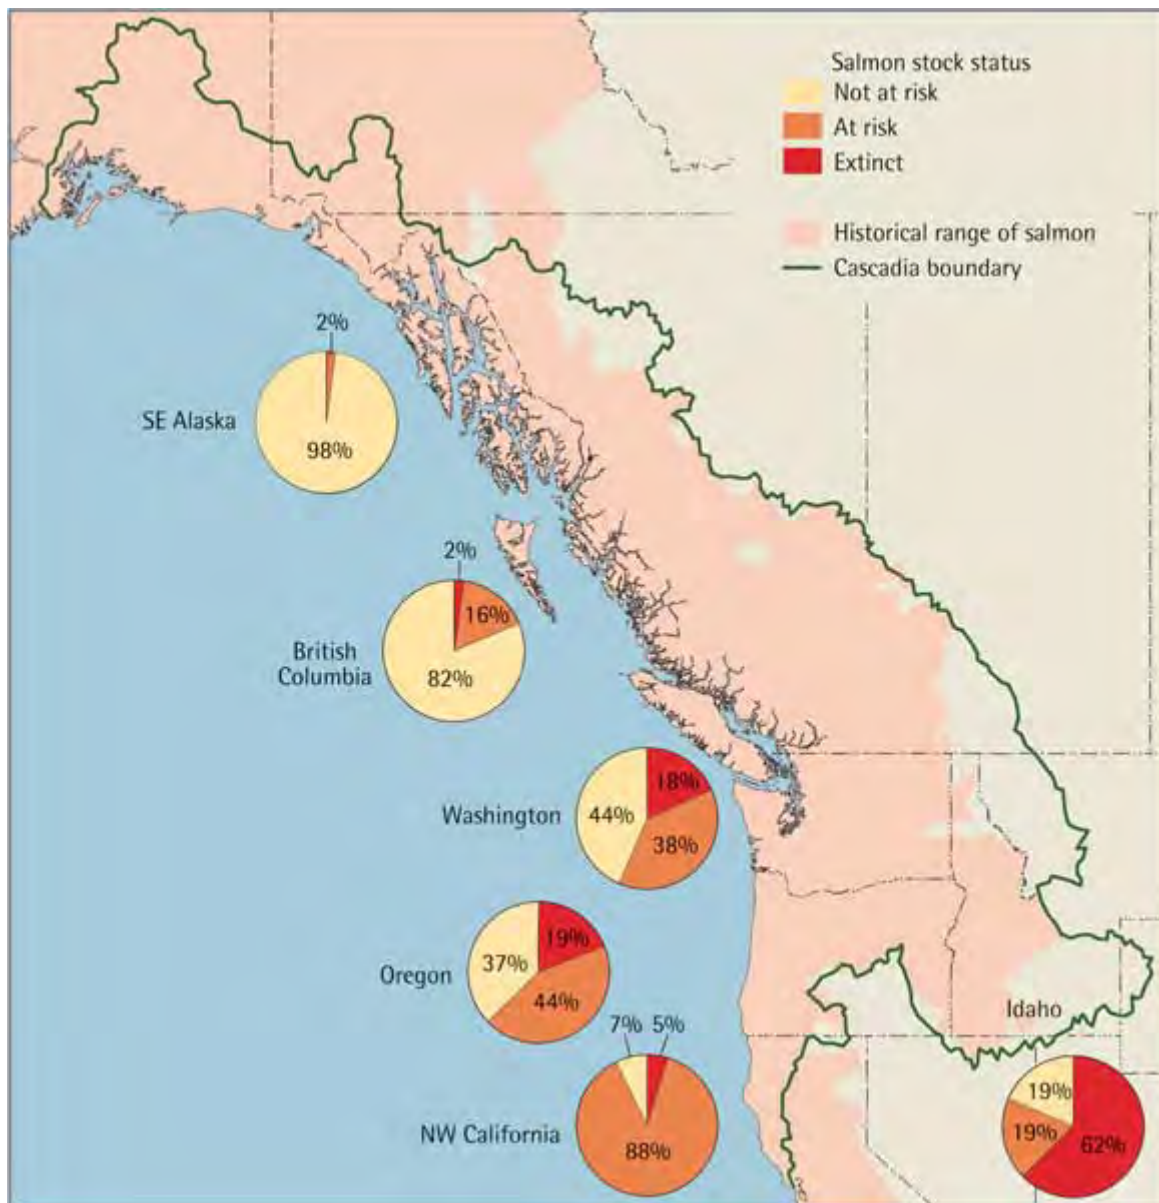 Salmon stock status
Not at risk
At risk
Extinct
Historical range of salmon
Cascadia boundary
2%
SE Alaska
98%
2%
16%
British
Columbia
82%
18%
Washington
44%
38%
19%
Oregon
37%
44%
Idaho
7%
5%
NW California
88%
19%
19%
62%